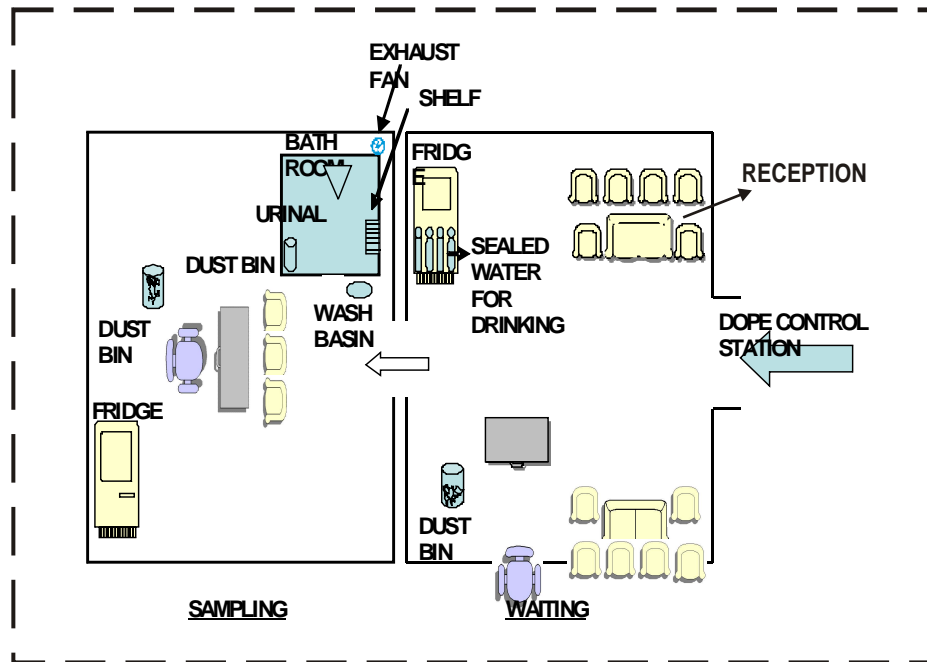 EXHAUST
FAN
SHELF
BATH
ROOM
FRIDG
E
RECEPTION
URINAL
DUST BIN
SEALED
WATER
FOR
DRINKING
WASH
BASIN
DUST
BIN
DOPE CONTROL
STATION
FRIDGE
DUST
BIN
SAMPLING
WAITING